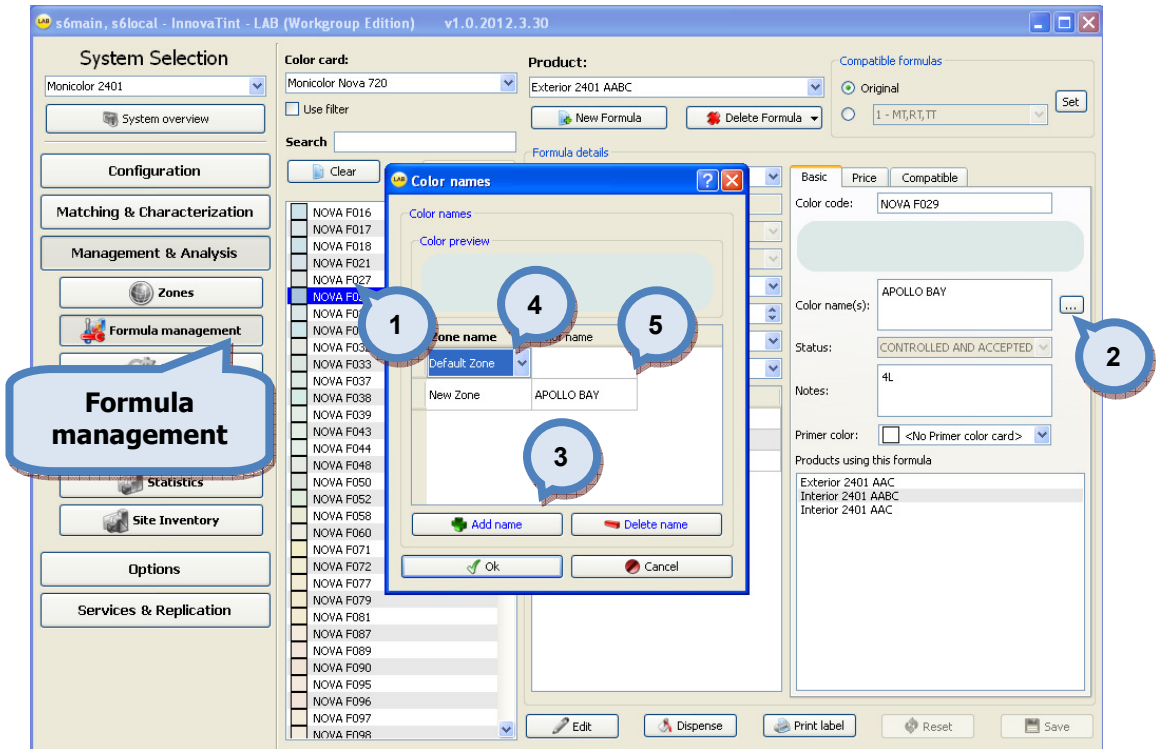 s6main, s6local - InnovaTint - LAB (Workgroup Edition) v1.0.2012.3.30
System Selection
Monicolor 2401
System overview
Configuration
Matching & Characterization
Management & Analysis
Zones
Formula management
Formula
management
Statistics
Site Inventory
Options
Services & Replication
Color card:
Monicolor Nova 720
Use filter
Search
Clear
NOVA F016
NOVA F017
NOVA F018
NOVA F021
NOVA F027
NOVA F033
NOVA F037
NOVA F038
NOVA F039
NOVA F043
NOVA F044
NOVA F048
NOVA F050
NOVA F052
NOVA F058
NOVA F060
NOVA F071
NOVA F072
NOVA F077
NOVA F079
NOVA F081
NOVA F087
NOVA F089
NOVA F090
NOVA F095
NOVA F096
NOVA F097
NOVA F098
Product:
Exterior 2401 AABC
New Formula
Delete Formula
Compatible formulas
Original
1 - MT,RT,TT
Set
Formula details
LAB Color names
Color names
Color preview
Zone name
name
Default Zone
New Zone APOLLO BAY
Add name
Delete name
Ok
Cancel
1
4
5
3
2
Basic Price Compatible
Color code: NOVA F029
Color name(s): APOLLO BAY
...
Status: CONTROLLED AND ACCEPTED
Notes: 4L
Primer color: <No Primer color card>
Products using this formula
Exterior 2401 AAC
Interior 2401 AABC
Interior 2401 AAC
Edit
Dispense
Print label
Reset
Save